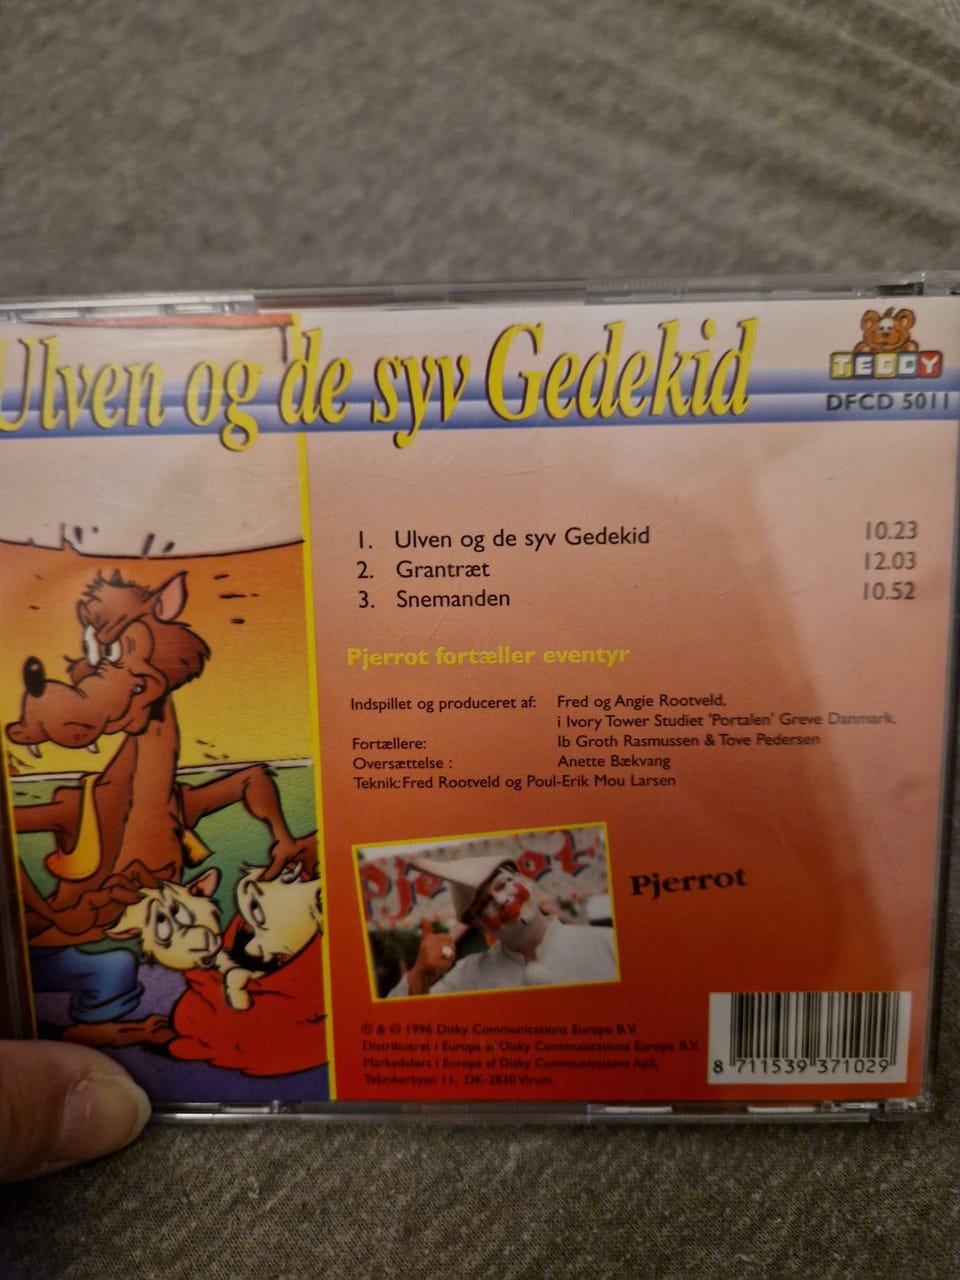 Ulven og de syv Gedekid
TEDDY
DFCD 5011
1. Ulven og de syv Gedekid 10.23
2. Grantræt 12.03
3. Snemanden 10.52
Pjerrot fortæller eventyr
Indspillet og produceret af: Fred og Angie Rootveld,
i Ivory Tower Studiet 'Portalen' Greve Danmark.
Fortællere: Ib Groth Rasmussen & Tove Pedersen
Oversættelse : Anette Bækvang
Teknik: Fred Rootveld og Poul-Erik Mou Larsen
Pjerrot
Pjerrot
℗ & © 1996 Disky Communications Europe B.V.
Distribueret i Europa af Disky Communications Europe B.V.
Markedsført i Europa af Disky Communications ApS,
Teknikerbyen 11, DK-2830 Virum.
8 711539 371029